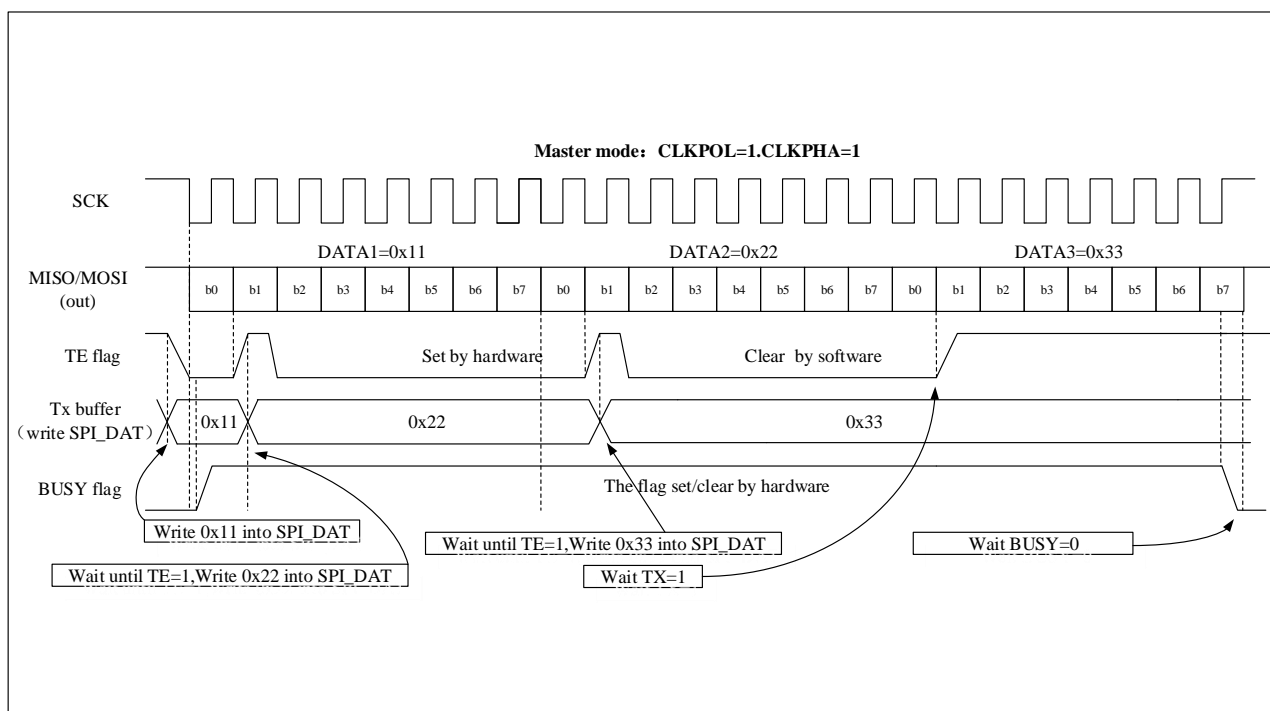 Master mode：CLKPOL=1.CLKPHA=1
SCK
DATA1=0x11 DATA2=0x22 DATA3=0x33
MISO/MOSI
(out)
b0 b1 b2 b3 b4 b5 b6 b7 b0 b1 b2 b3 b4 b5 b6 b7 b0 b1 b2 b3 b4 b5 b6 b7
TE flag Set by hardware Clear by software
Tx buffer
（write SPI_DAT） 0x11 0x22 0x33
BUSY flag The flag set/clear by hardware
Write 0x11 into SPI_DAT
Wait until TE=1,Write 0x33 into SPI_DAT
Wait BUSY=0
Wait until TE=1,Write 0x22 into SPI_DAT
Wait TX=1